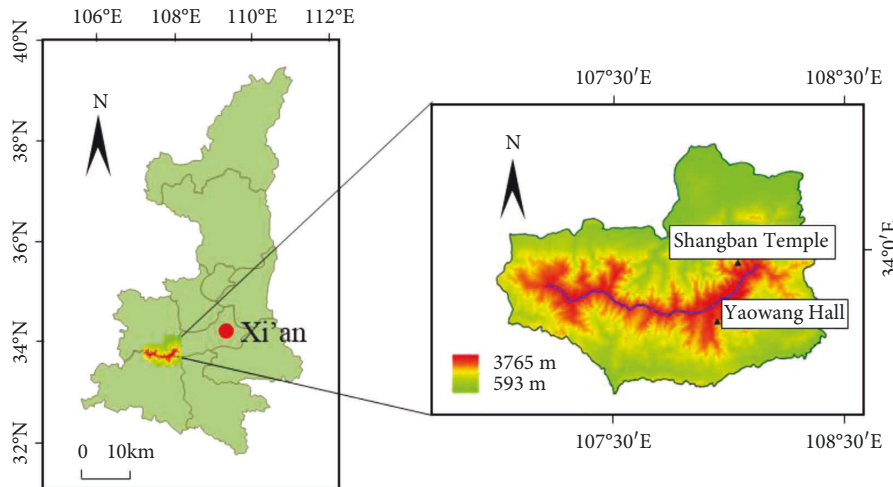 106°E 108°E 110°E 112°E
40°N
38°N
36°N
34°N
32°N
N
Xi'an
0 10km
107°30′E 108°30′E
N
34°0′N
Shangban Temple
Yaowang Hall
3765 m
593 m
107°30′E 108°30′E